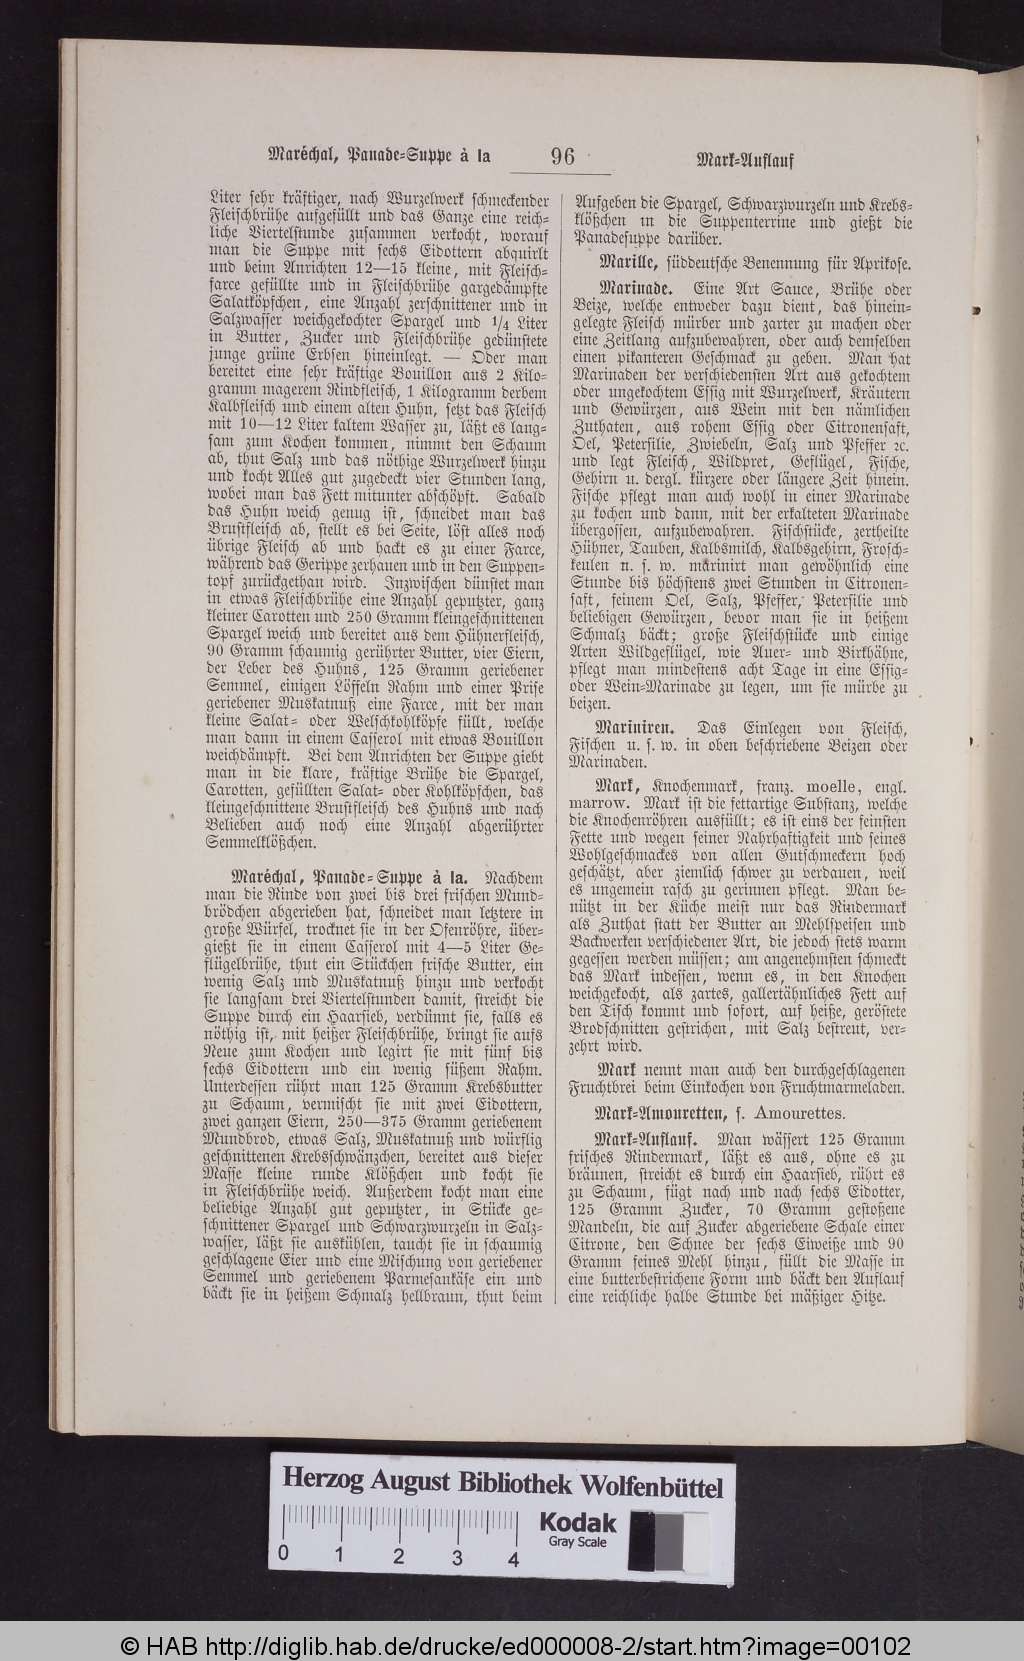 Maréchal, Panade-Suppe à la
96
Mark-Auflauf
Liter sehr kräftiger, nach Wurzelwerk schmeckender
Fleischbrühe aufgefüllt und das Ganze eine reich-
liche Viertelstunde zusammen verkocht, worauf
man die Suppe mit sechs Eidottern abquirlt
und beim Anrichten 12—15 kleine, mit Fleisch-
farce gefüllte und in Fleischbrühe gargedämpfte
Salatköpfchen, eine Anzahl zerschnittener und in
Salzwasser weichgekochter Spargel und 1/4 Liter
in Butter, Zucker und Fleischbrühe gedünstete
junge grüne Erbsen hineinlegt. — Oder man
bereitet eine sehr kräftige Bouillon aus 2 Kilo-
gramm magerem Rindfleisch, 1 Kilogramm derbem
Kalbfleisch und einem alten Huhn, setzt das Fleisch
mit 10—12 Liter kaltem Wasser zu, läßt es lang-
sam zum Kochen kommen, nimmt den Schaum
ab, thut Salz und das nöthige Wurzelwerk hinzu
und kocht Alles gut zugedeckt vier Stunden lang,
wobei man das Fett mitunter abschöpft. Sabald
das Huhn weich genug ist, schneidet man das
Brustfleisch ab, stellt es bei Seite, löst alles noch
übrige Fleisch ab und hackt es zu einer Farce,
während das Gerippe zerhauen und in den Suppen-
topf zurückgethan wird. Inzwischen dünstet man
in etwas Fleischbrühe eine Anzahl geputzter, ganz
kleiner Carotten und 250 Gramm kleingeschnittenen
Spargel weich und bereitet aus dem Hühnerfleisch,
90 Gramm schaumig gerührter Butter, vier Eiern,
der Leber des Huhns, 125 Gramm geriebener
Semmel, einigen Löffeln Rahm und einer Prise
geriebener Muskatnuß eine Farce, mit der man
kleine Salat- oder Welschkohlköpfe füllt, welche
man dann in einem Casserol mit etwas Bouillon
weichdämpft. Bei dem Anrichten der Suppe giebt
man in die klare, kräftige Brühe die Spargel,
Carotten, gefüllten Salat- oder Kohlköpfchen, das
kleingeschnittene Brustfleisch des Huhns und nach
Belieben auch noch eine Anzahl abgerührter
Semmelklößchen.
Maréchal, Panade-Suppe à la. Nachdem
man die Rinde von zwei bis drei frischen Mund-
brödchen abgerieben hat, schneidet man letztere in
große Würfel, trocknet sie in der Ofenröhre, über-
gießt sie in einem Casserol mit 4—5 Liter Ge-
flügelbrühe, thut ein Stückchen frische Butter, ein
wenig Salz und Muskatnuß hinzu und verkocht
sie langsam drei Viertelstunden damit, streicht die
Suppe durch ein Haarsieb, verdünnt sie, falls es
nöthig ist, mit heißer Fleischbrühe, bringt sie aufs
Neue zum Kochen und legirt sie mit fünf bis
sechs Eidottern und ein wenig süßem Rahm.
Unterdessen rührt man 125 Gramm Krebsbutter
zu Schaum, vermischt sie mit zwei Eidottern,
zwei ganzen Eiern, 250—375 Gramm geriebenem
Mundbrod, etwas Salz, Muskatnuß und würflig
geschnittenen Krebsschwänzchen, bereitet aus dieser
Masse kleine runde Klößchen und kocht sie
in Fleischbrühe weich. Außerdem kocht man eine
beliebige Anzahl gut geputzter, in Stücke ge-
schnittener Spargel und Schwarzwurzeln in Salz-
wasser, läßt sie auskühlen, taucht sie in schaumig
geschlagene Eier und eine Mischung von geriebener
Semmel und geriebenem Parmesankäse ein und
bäckt sie in heißem Schmalz hellbraun, thut beim
Aufgeben die Spargel, Schwarzwurzeln und Krebs-
klößchen in die Suppenterrine und gießt die
Panadesuppe darüber.
Marille, süddeutsche Benennung für Aprikose.
Marinade. Eine Art Sauce, Brühe oder
Beize, welche entweder dazu dient, das hinein-
gelegte Fleisch mürber und zarter zu machen oder
eine Zeitlang aufzubewahren, oder auch demselben
einen pikanteren Geschmack zu geben. Man hat
Marinaden der verschiedensten Art aus gekochtem
oder ungekochtem Essig mit Wurzelwerk, Kräutern
und Gewürzen, aus Wein mit den nämlichen
Zuthaten, aus rohem Essig oder Citronensaft,
Oel, Petersilie, Zwiebeln, Salz und Pfeffer ꝛc.
und legt Fleisch, Wildpret, Geflügel, Fische,
Gehirn u. dergl. kürzere oder längere Zeit hinein.
Fische pflegt man auch wohl in einer Marinade
zu kochen und dann, mit der erkalteten Marinade
übergossen, aufzubewahren. Fischstücke, zertheilte
Hühner, Tauben, Kalbsmilch, Kalbsgehirn, Frosch-
keulen u. s. w. marinirt man gewöhnlich eine
Stunde bis höchstens zwei Stunden in Citronen-
saft, feinem Oel, Salz, Pfeffer, Petersilie und
beliebigen Gewürzen, bevor man sie in heißem
Schmalz bäckt; große Fleischstücke und einige
Arten Wildgeflügel, wie Auer- und Birkhähne,
pflegt man mindestens acht Tage in eine Essig-
oder Wein-Marinade zu legen, um sie mürbe zu
beizen.
Mariniren. Das Einlegen von Fleisch,
Fischen u. s. w. in oben beschriebene Beizen oder
Marinaden.
Mark, Knochenmark, franz. moelle, engl.
marrow. Mark ist die fettartige Substanz, welche
die Knochenröhren ausfüllt; es ist eins der feinsten
Fette und wegen seiner Nahrhaftigkeit und seines
Wohlgeschmackes von allen Gutschmeckern hoch
geschätzt, aber ziemlich schwer zu verdauen, weil
es ungemein rasch zu gerinnen pflegt. Man be-
nützt in der Küche meist nur das Rindermark
als Zuthat statt der Butter an Mehlspeisen und
Backwerken verschiedener Art, die jedoch stets warm
gegessen werden müssen; am angenehmsten schmeckt
das Mark indessen, wenn es, in den Knochen
weichgekocht, als zartes, gallertähnliches Fett auf
den Tisch kommt und sofort, auf heiße, geröstete
Brodschnitten gestrichen, mit Salz bestreut, ver-
zehrt wird.
Mark nennt man auch den durchgeschlagenen
Fruchtbrei beim Einkochen von Fruchtmarmeladen.
Mark-Amouretten, s. Amourettes.
Mark-Auflauf. Man wässert 125 Gramm
frisches Rindermark, läßt es aus, ohne es zu
bräunen, streicht es durch ein Haarsieb, rührt es
zu Schaum, fügt nach und nach sechs Eidotter,
125 Gramm Zucker, 70 Gramm gestoßene
Mandeln, die auf Zucker abgeriebene Schale einer
Citrone, den Schnee der sechs Eiweiße und 90
Gramm feines Mehl hinzu, füllt die Masse in
eine butterbestrichene Form und bäckt den Auflauf
eine reichliche halbe Stunde bei mäßiger Hitze.
Herzog August Bibliothek Wolfenbüttel
0 1 2 3 4
Kodak
Gray Scale
© HAB http://diglib.hab.de/drucke/ed000008-2/start.htm?image=00102